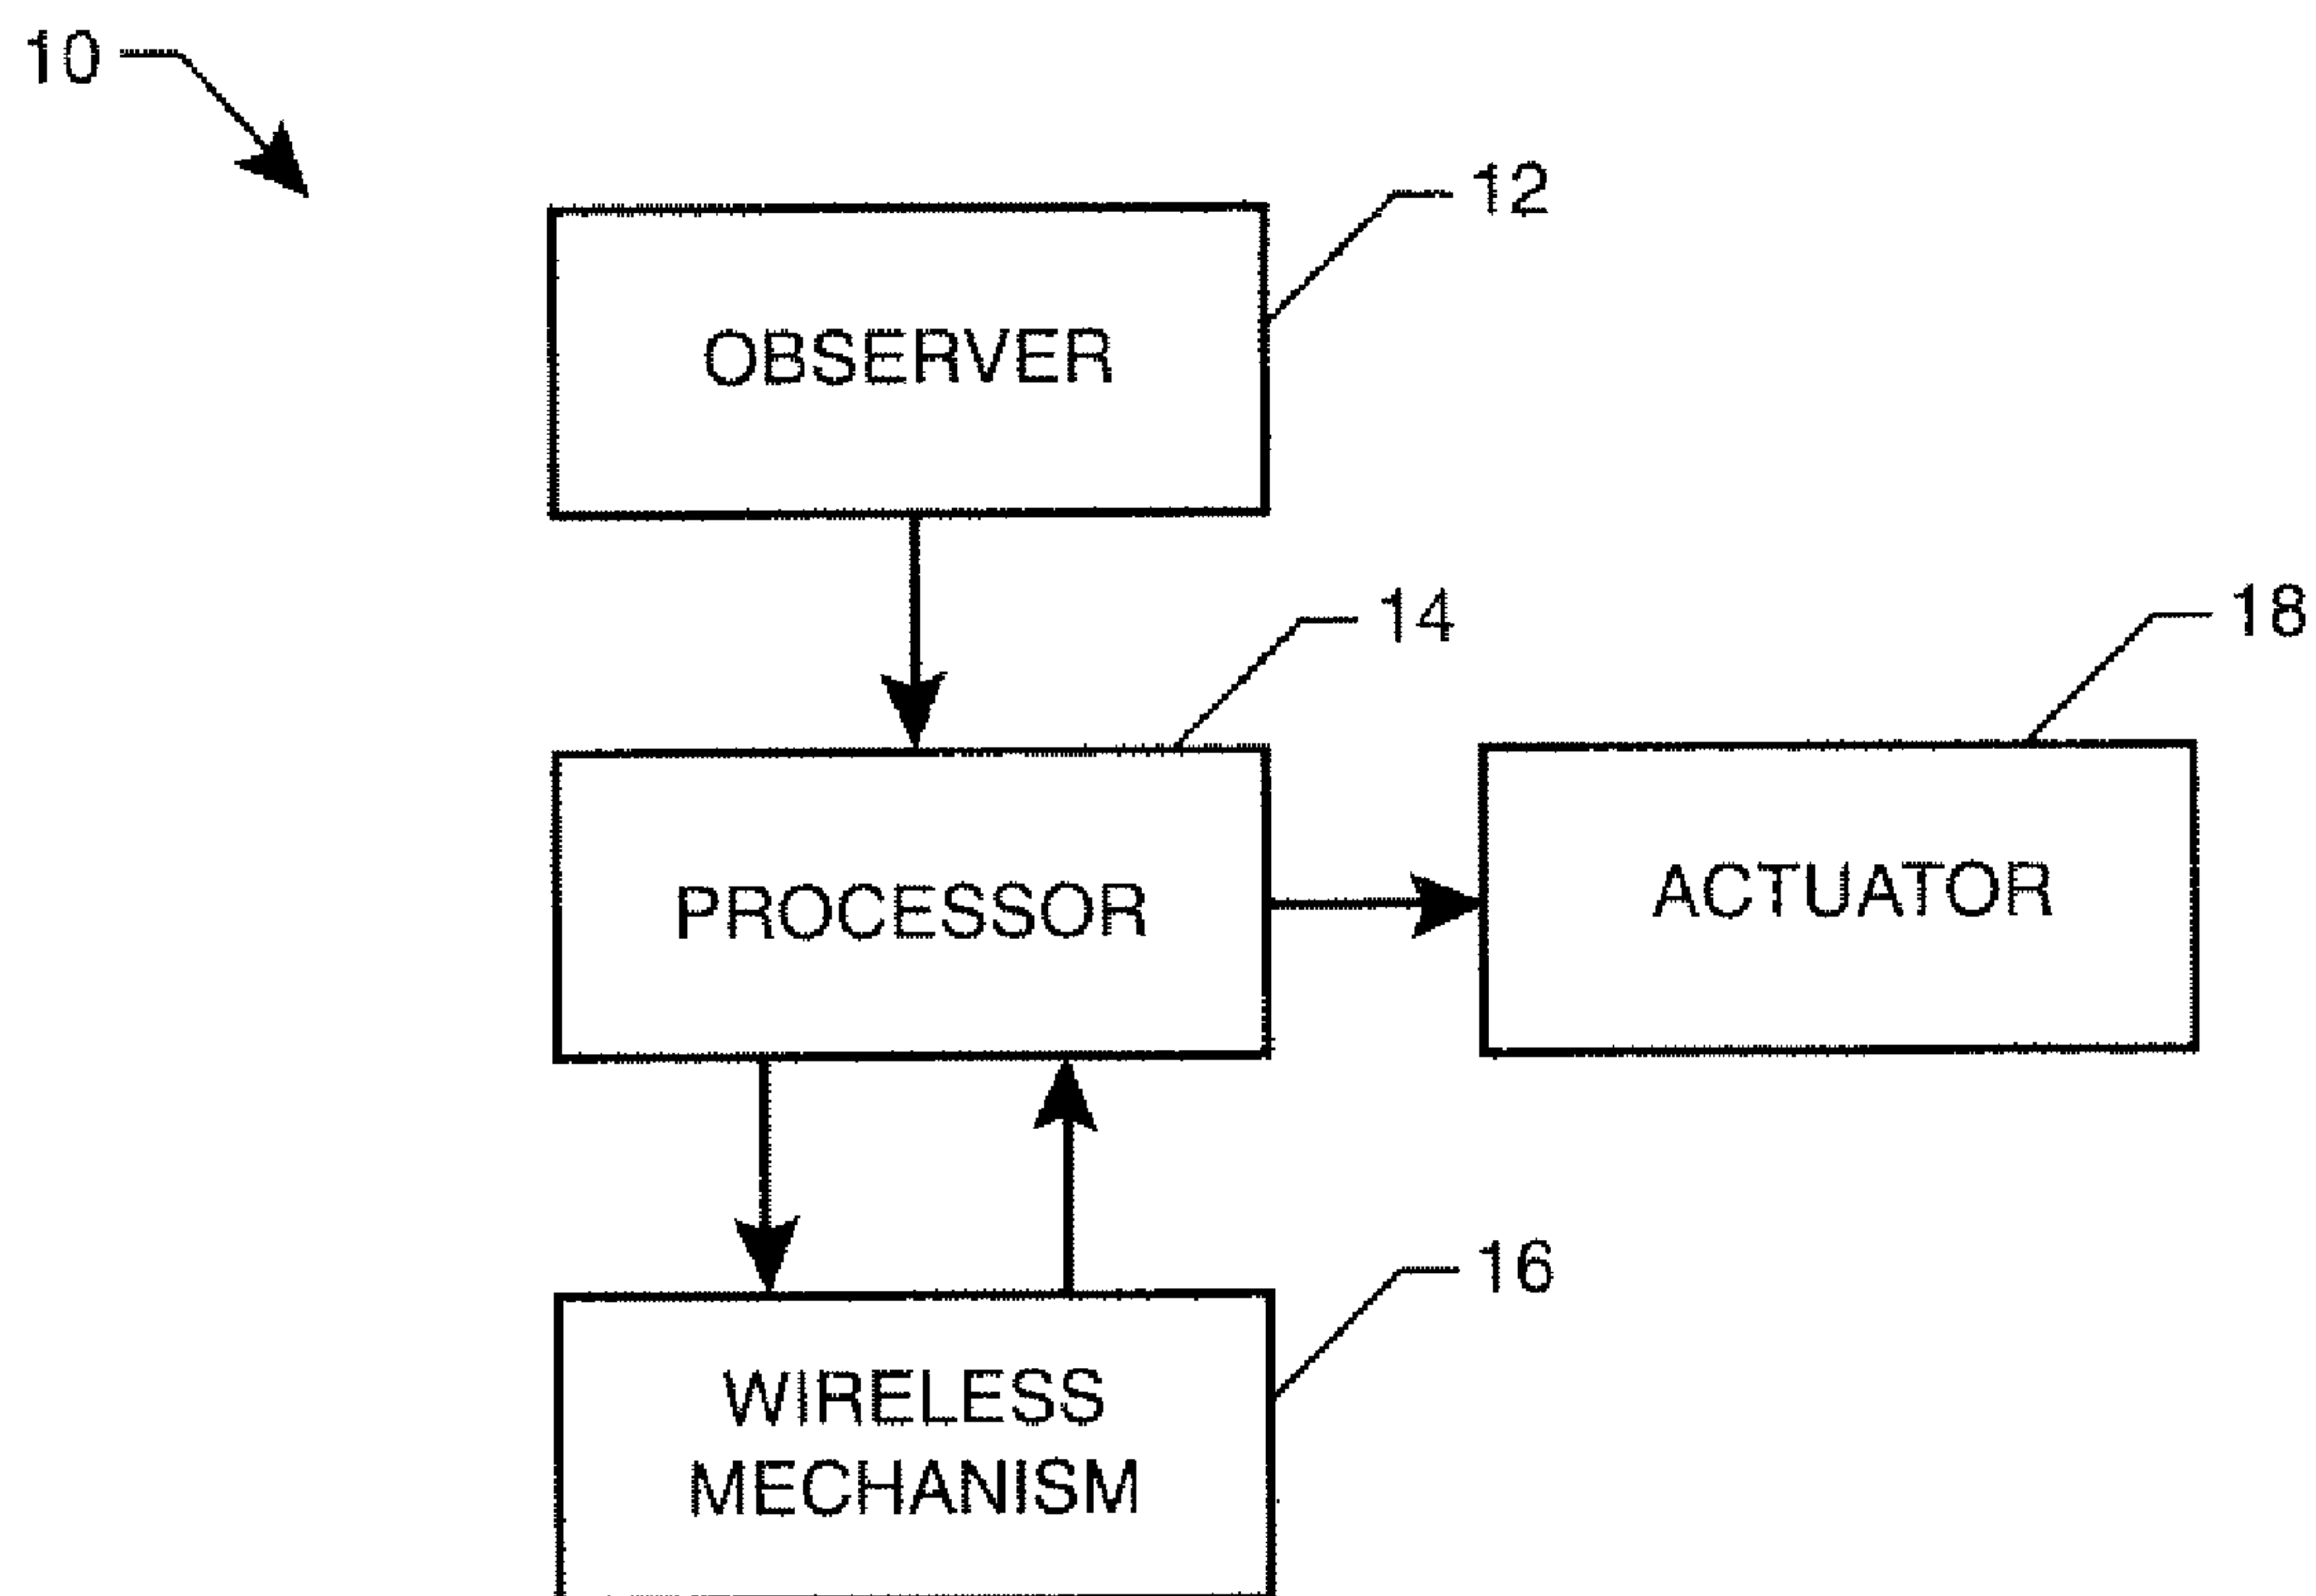 10
12
OBSERVER
14
18
PROCESSOR
ACTUATOR
16
WIRELESS
MECHANISM